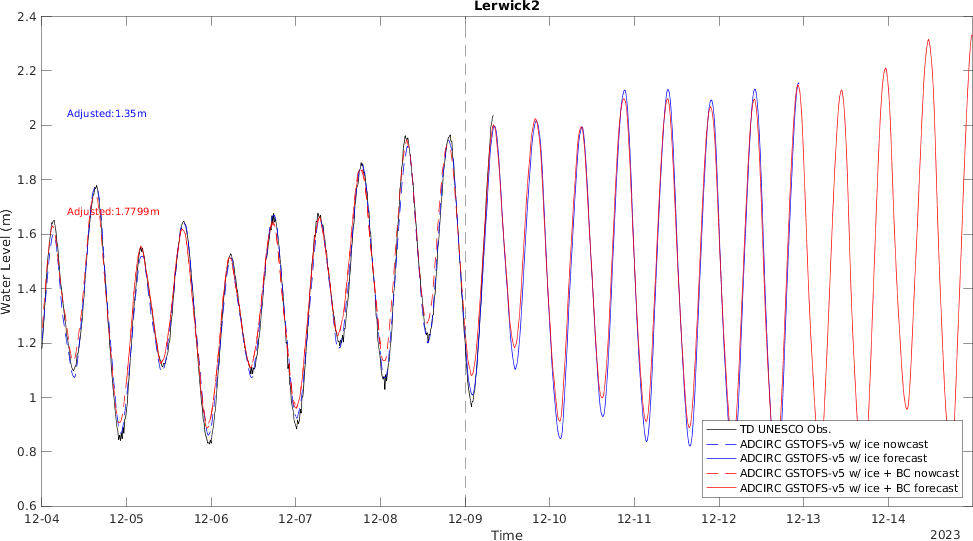 Lerwick2
2.4
2.2
2
1.8
1.6
1.4
1.2
1
0.8
0.6
Water Level (m)
Adjusted:1.35m
Adjusted:1.7799m
TD UNESCO Obs.
ADCIRC GSTOFS-v5 w/ ice nowcast
ADCIRC GSTOFS-v5 w/ ice forecast
ADCIRC GSTOFS-v5 w/ ice + BC nowcast
ADCIRC GSTOFS-v5 w/ ice + BC forecast
12-04 12-05 12-06 12-07 12-08 12-09 12-10 12-11 12-12 12-13 12-14
Time
2023